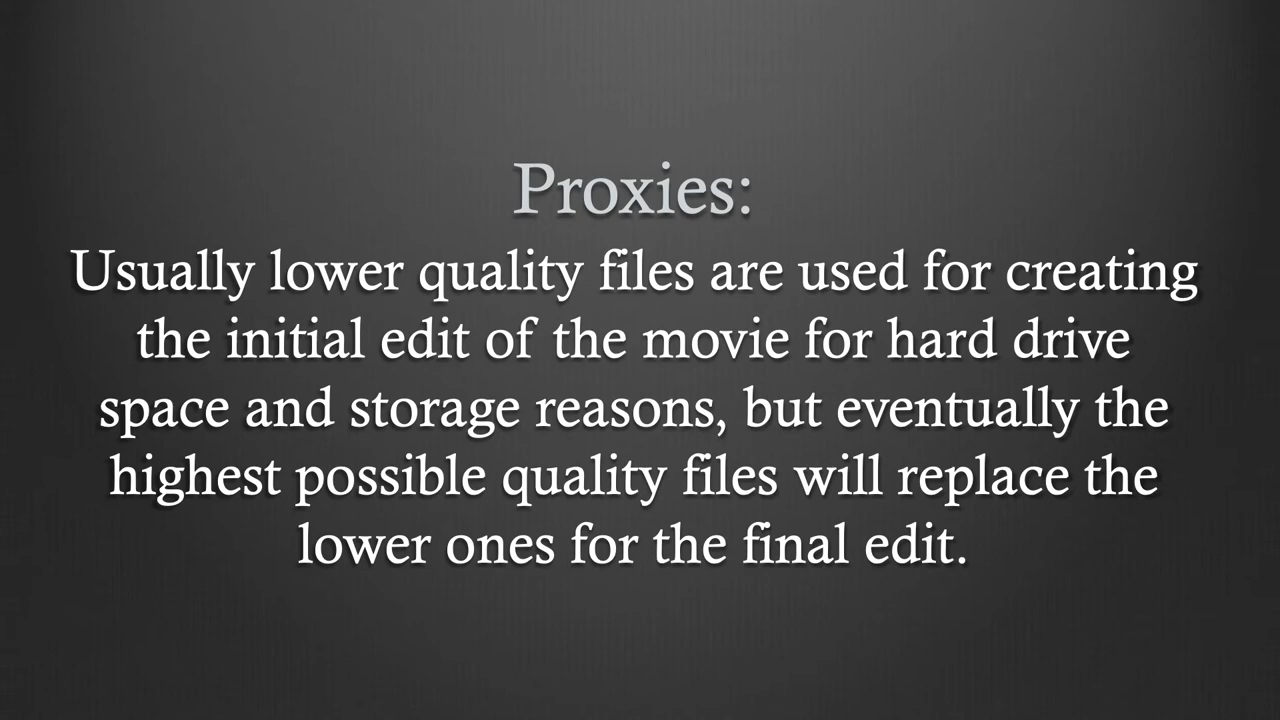 Proxies:
Usually lower quality files are used for creating
the initial edit of the movie for hard drive
space and storage reasons, but eventually the
highest possible quality files will replace the
lower ones for the final edit.